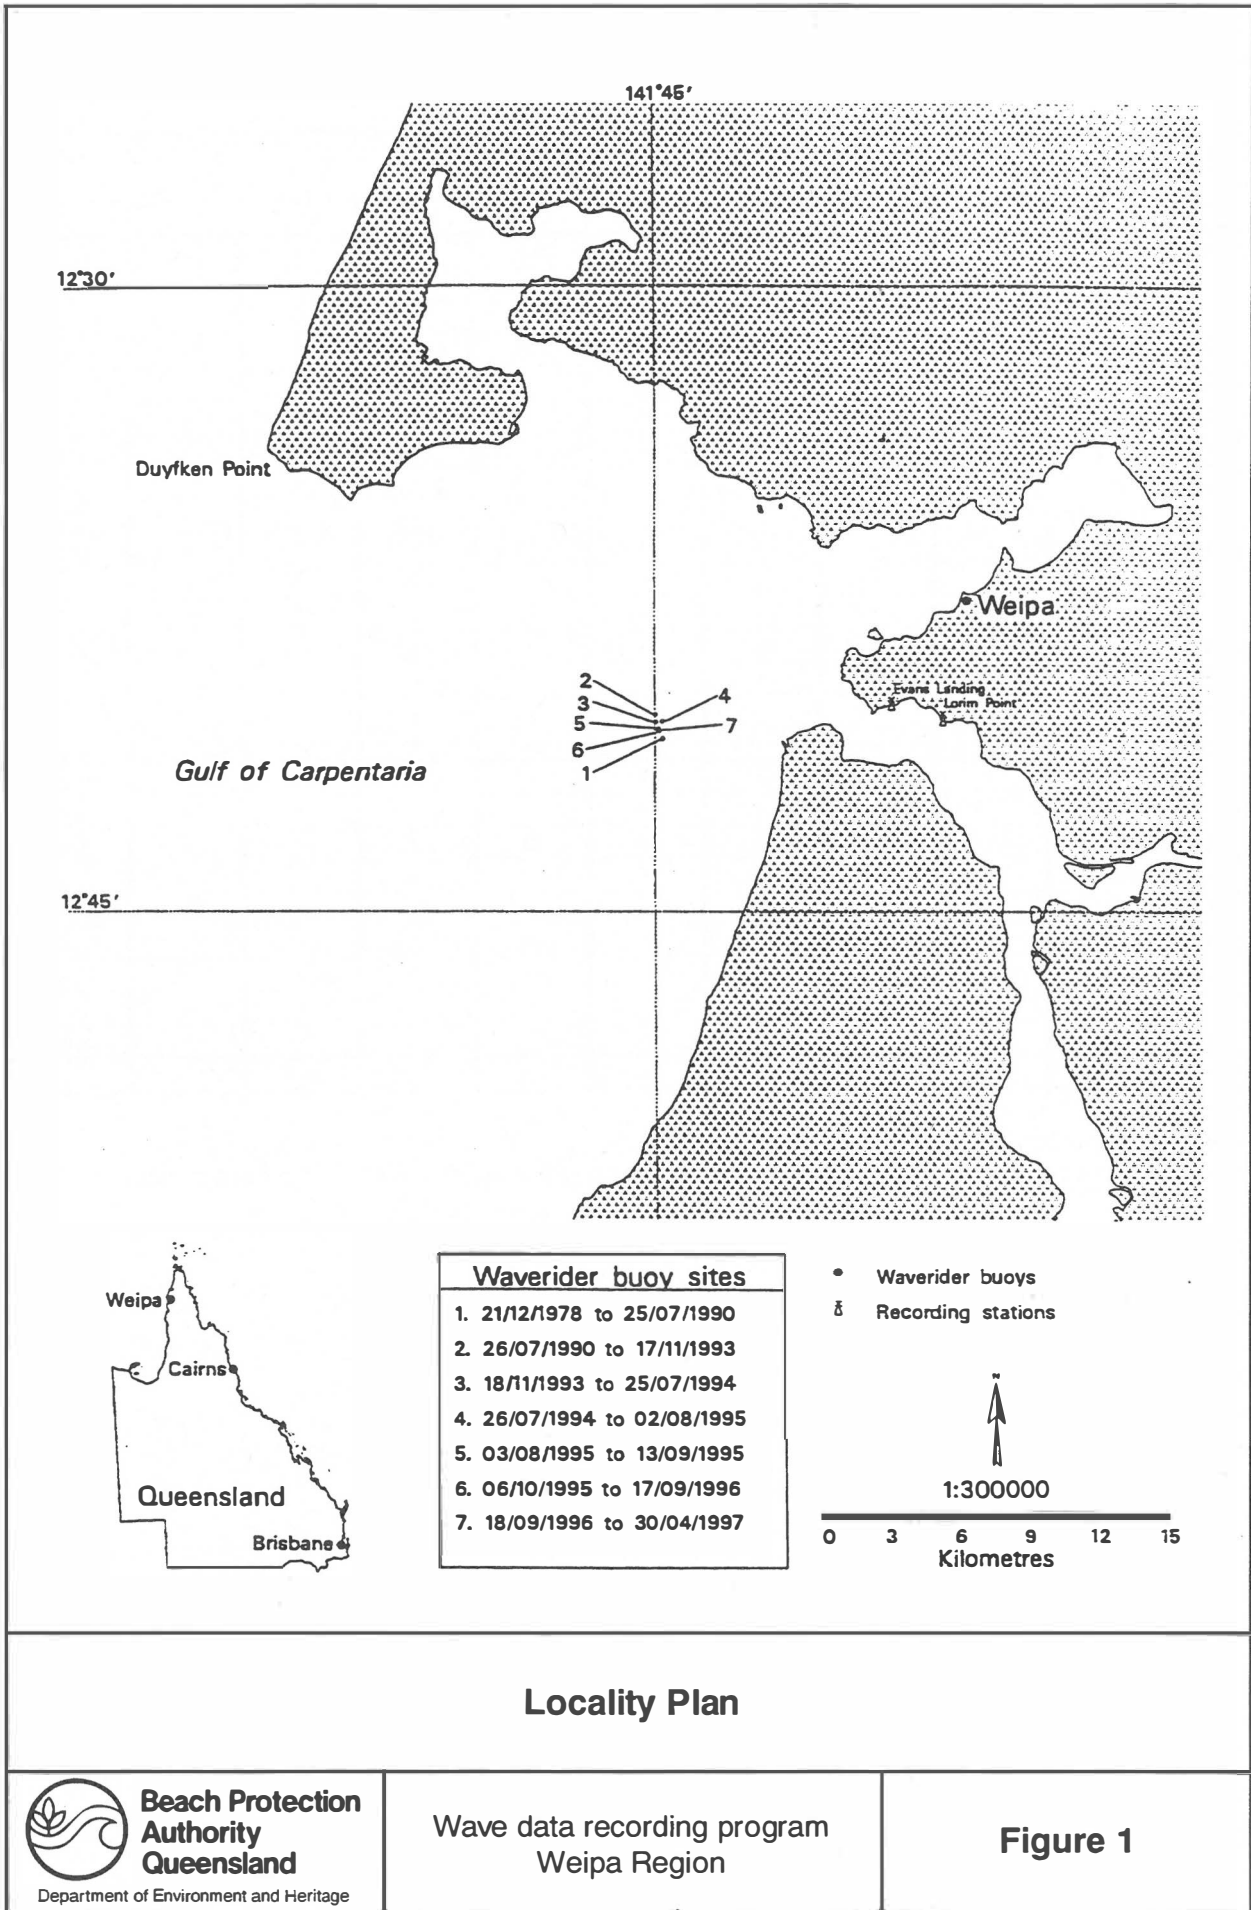 141°45'
12°30'
Duyfken Point
Weipa
Evans Landing
Lorim Point
2
3
5
6
1
4
7
Gulf of Carpentaria
12°45'
Weipa
Cairns
Queensland
Brisbane
Waverider buoy sites
1. 21/12/1978 to 25/07/1990
2. 26/07/1990 to 17/11/1993
3. 18/11/1993 to 25/07/1994
4. 26/07/1994 to 02/08/1995
5. 03/08/1995 to 13/09/1995
6. 06/10/1995 to 17/09/1996
7. 18/09/1996 to 30/04/1997
Waverider buoys
Recording stations
N
1:300000
0 3 6 9 12 15
Kilometres
Locality Plan
Beach Protection
Authority
Queensland
Department of Environment and Heritage
Wave data recording program
Weipa Region
Figure 1